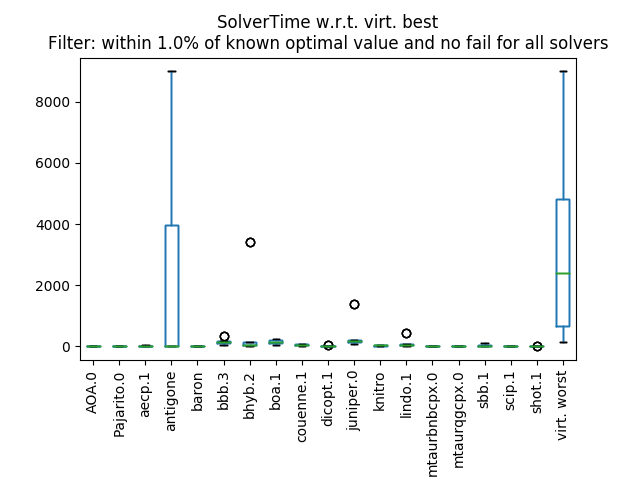 SolverTime w.r.t. virt. best
Filter: within 1.0% of known optimal value and no fail for all solvers
8000
6000
4000
2000
0
AOA.0
Pajarito.0
aecp.1
antigone
baron
bbb.3
bhyb.2
boa.1
couenne.1
dicopt.1
juniper.0
knitro
lindo.1
mtaurbnbcpx.0
mtaurqgcpx.0
sbb.1
scip.1
shot.1
virt. worst